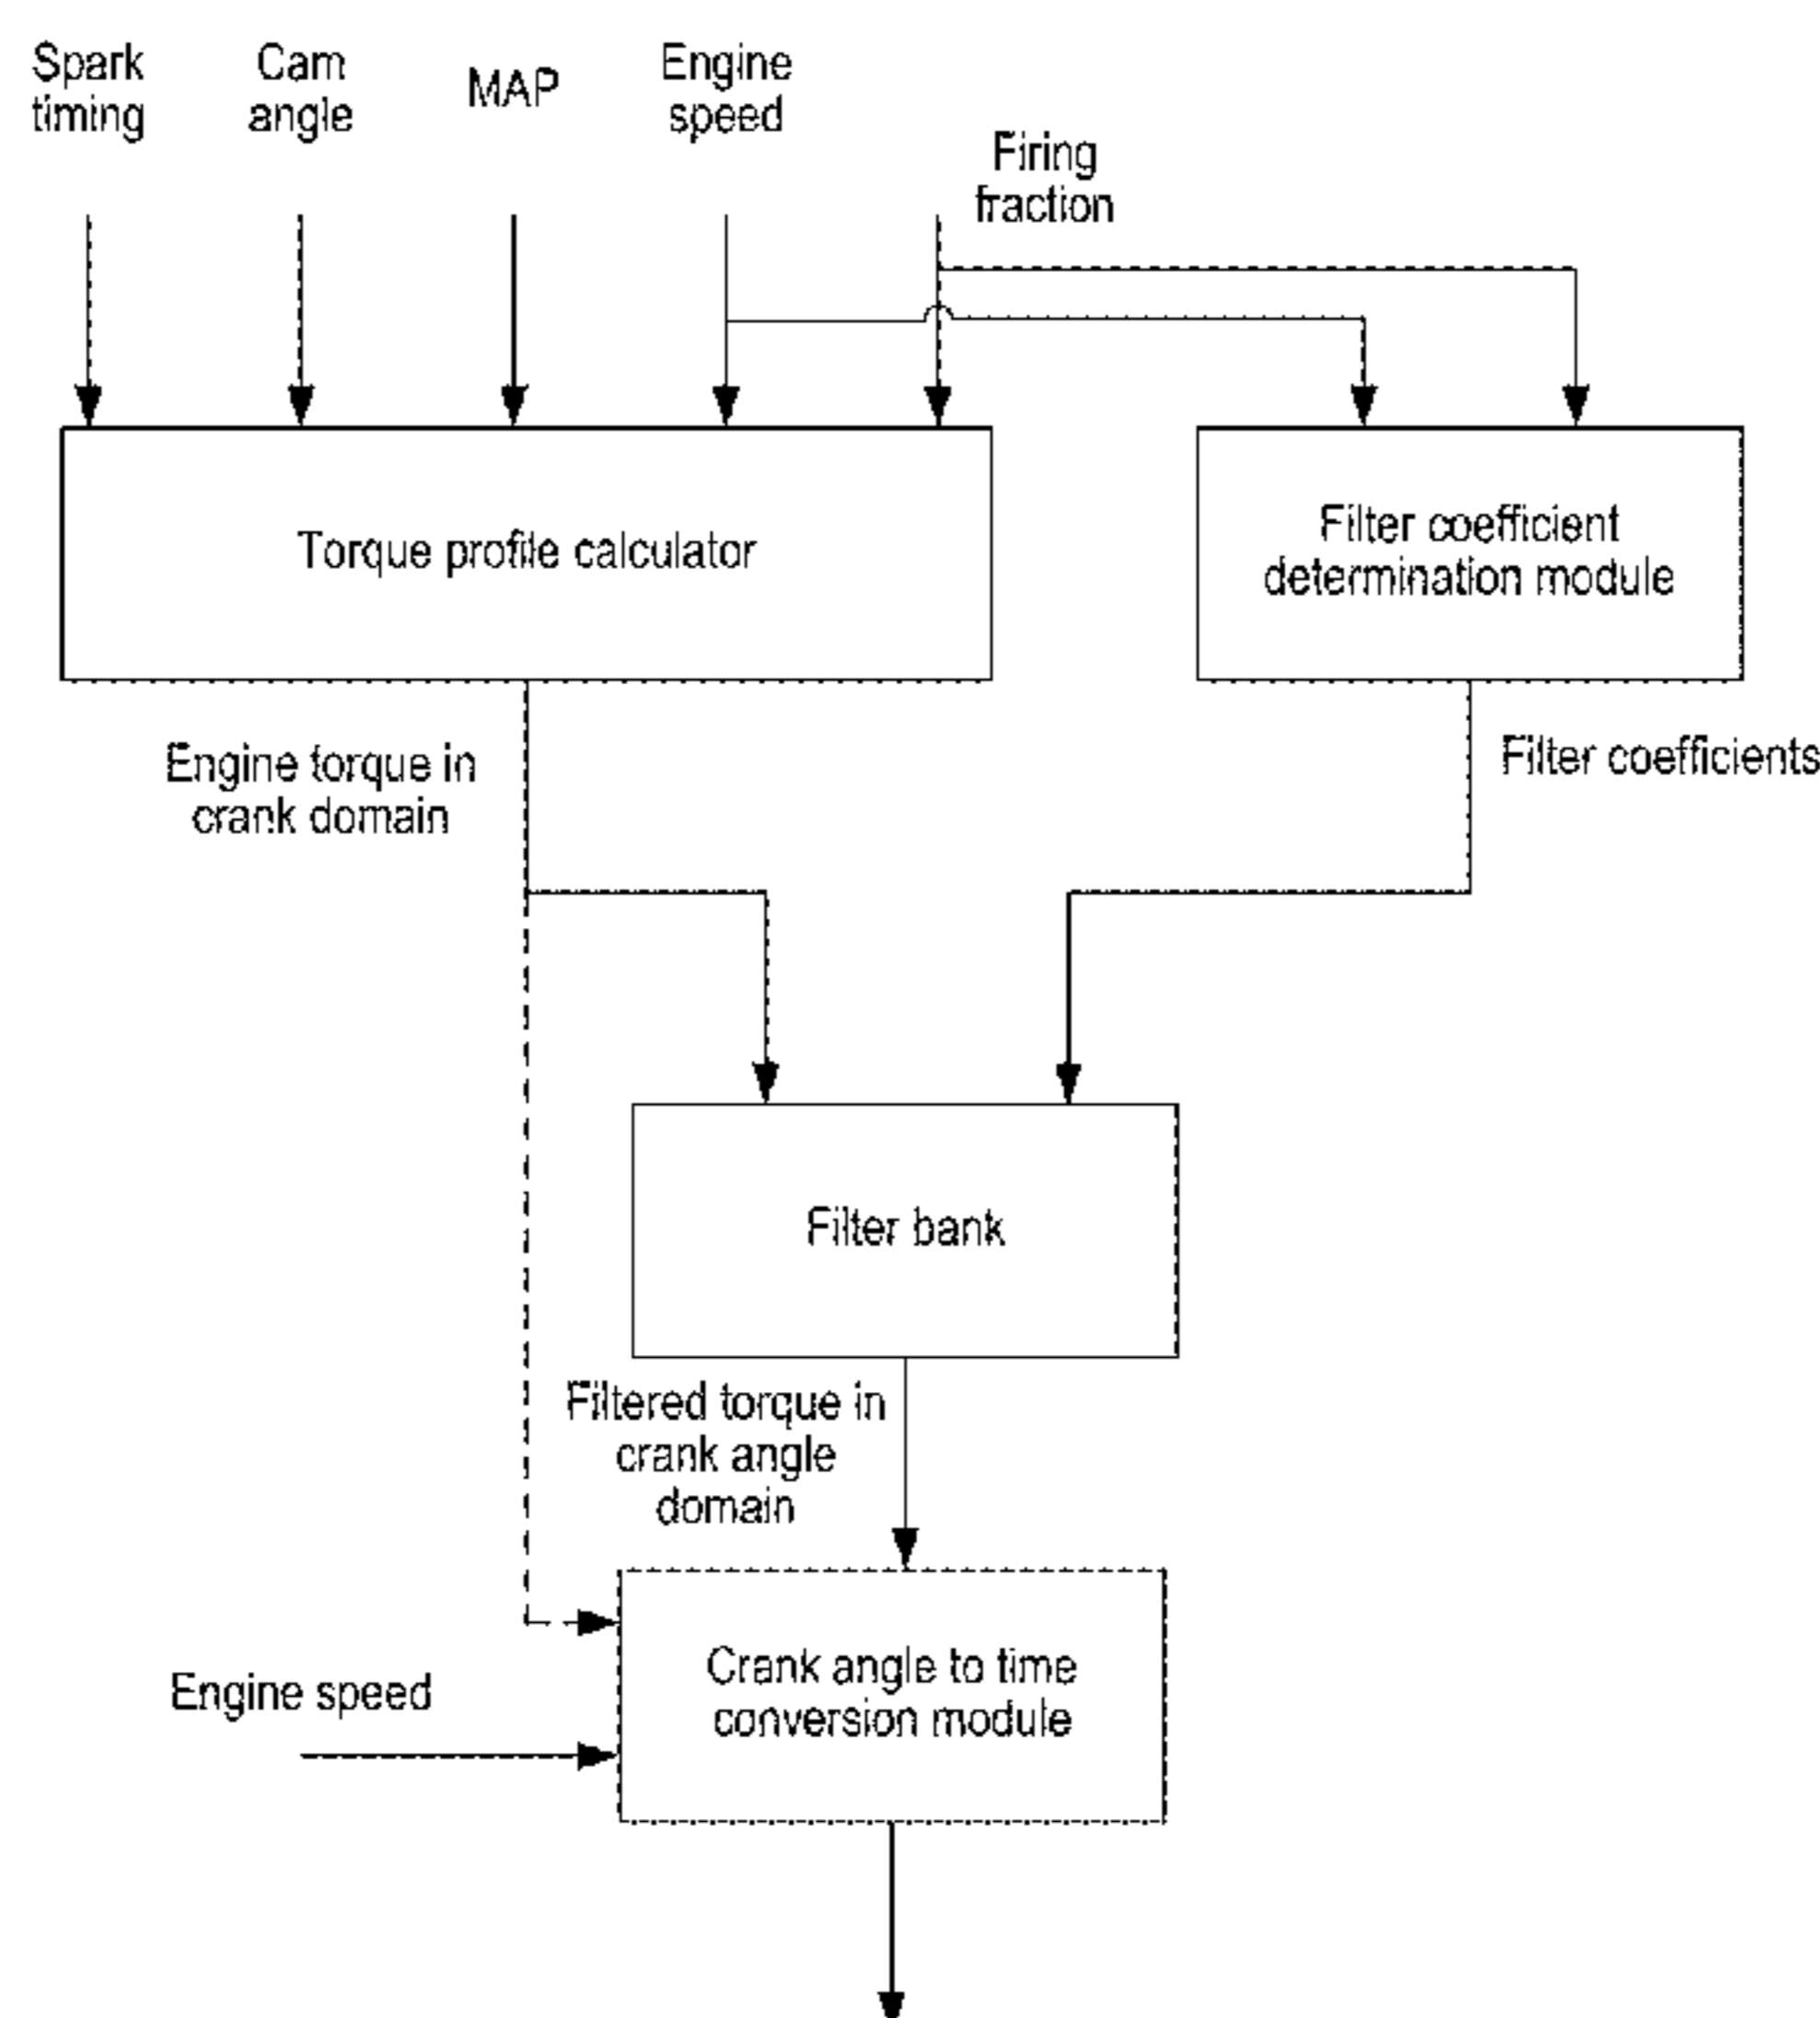 Spark
timing
Cam
angle
MAP
Engine
speed
Firing
fraction
Torque profile calculator
Filter coefficient
determination module
Engine torque in
crank domain
Filter coefficients
Filter bank
Filtered torque in
crank angle
domain
Crank angle to time
conversion module
Engine speed